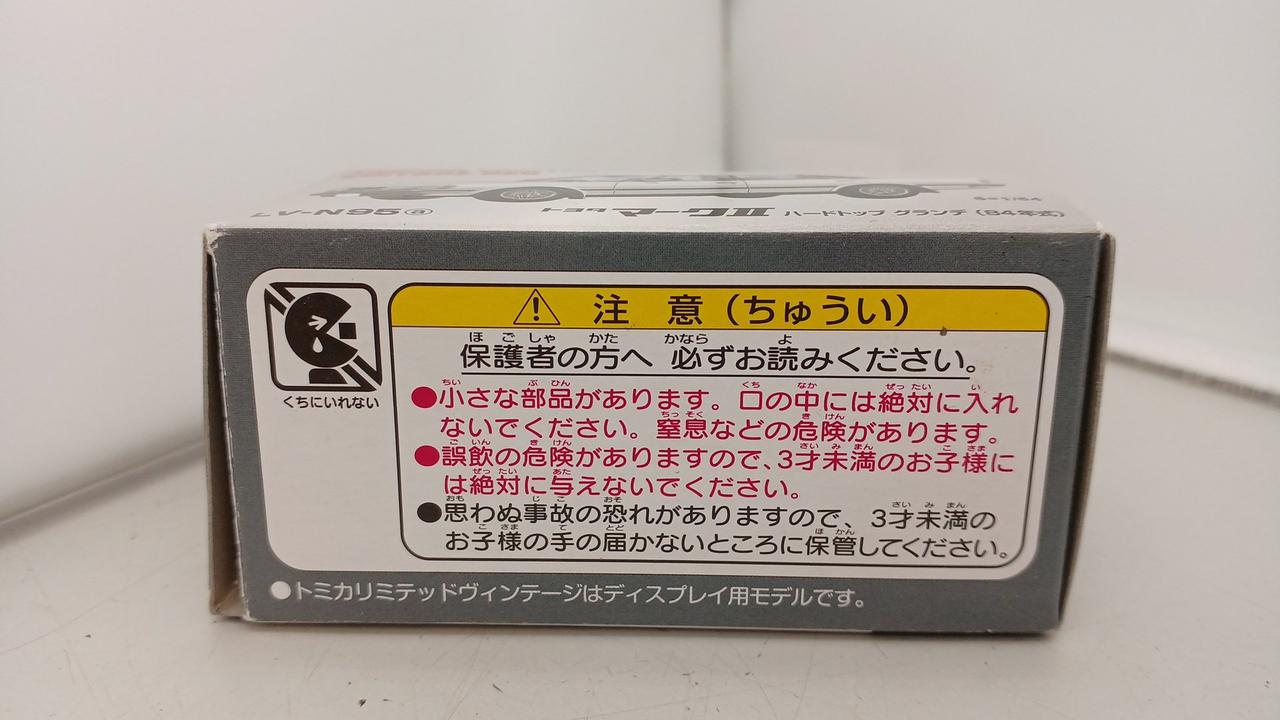 LV-N95ⓐ
トヨタ マークⅡ ハードトップ グランデ（84年式）
S=1/64
注 意（ちゅうい）
保護者の方へ 必ずお読みください。
くちにいれない
●小さな部品があります。口の中には絶対に入れ
ないでください。窒息などの危険があります。
●誤飲の危険がありますので、3才未満のお子様に
は絶対に与えないでください。
●思わぬ事故の恐れがありますので、3才未満の
お子様の手の届かないところに保管してください。
●トミカリミテッドヴィンテージはディスプレイ用モデルです。